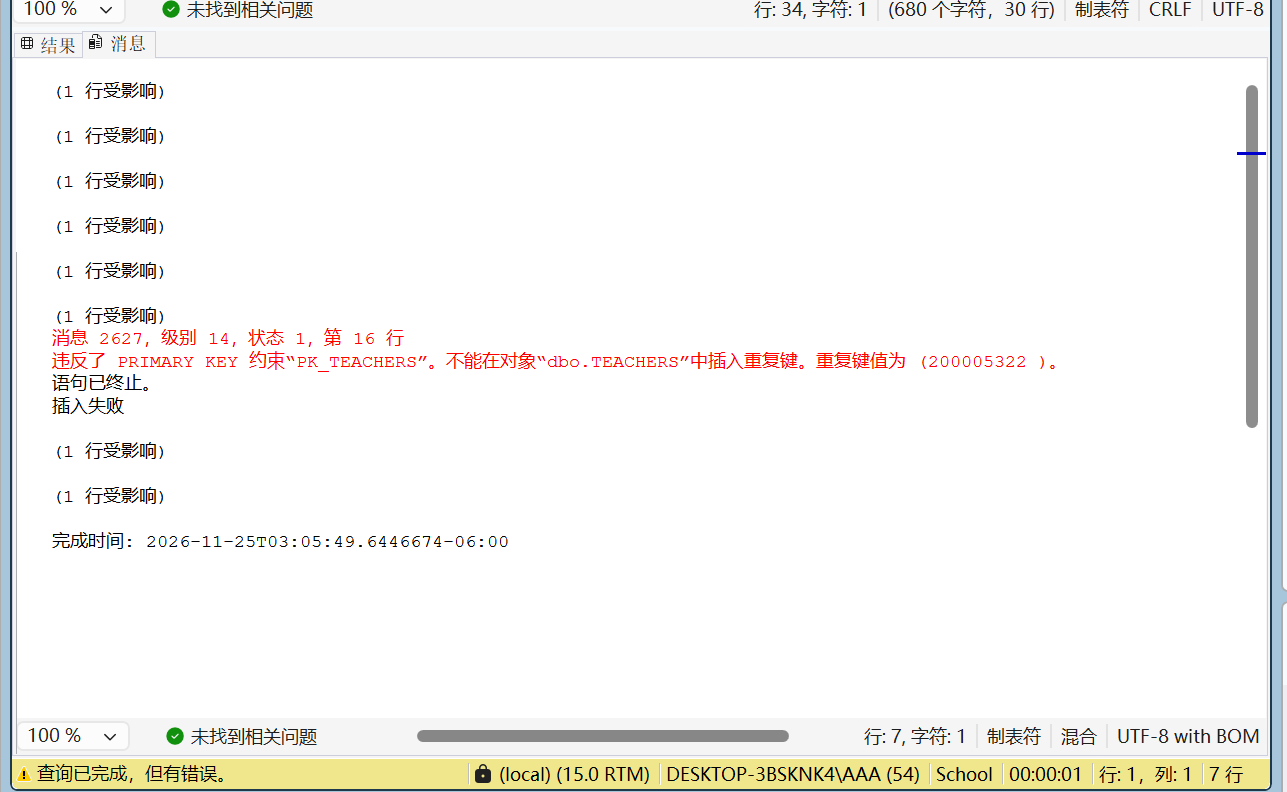 100 %
未找到相关问题
行: 34, 字符: 1
(680 个字符，30 行)
制表符
CRLF
UTF-8
结果
消息
(1 行受影响)
(1 行受影响)
(1 行受影响)
(1 行受影响)
(1 行受影响)
(1 行受影响)
消息 2627，级别 14，状态 1，第 16 行
违反了 PRIMARY KEY 约束“PK_TEACHERS”。不能在对象“dbo.TEACHERS”中插入重复键。重复键值为 (200005322 )。
语句已终止。
插入失败
(1 行受影响)
(1 行受影响)
完成时间: 2026-11-25T03:05:49.6446674-06:00
100 %
未找到相关问题
行: 7, 字符: 1
制表符
混合
UTF-8 with BOM
查询已完成，但有错误。
(local) (15.0 RTM)
DESKTOP-3BSKNK4\AAA (54)
School
00:00:01
行: 1，列: 1
7 行